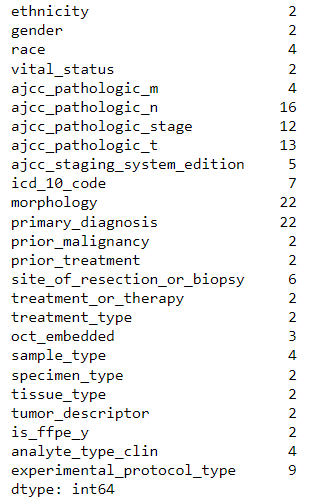 ethnicity 2
gender 2
race 4
vital_status 2
ajcc_pathologic_m 4
ajcc_pathologic_n 16
ajcc_pathologic_stage 12
ajcc_pathologic_t 13
ajcc_staging_system_edition 5
icd_10_code 7
morphology 22
primary_diagnosis 22
prior_malignancy 2
prior_treatment 2
site_of_resection_or_biopsy 6
treatment_or_therapy 2
treatment_type 2
oct_embedded 3
sample_type 4
specimen_type 2
tissue_type 2
tumor_descriptor 2
is_ffpe_y 2
analyte_type_clin 4
experimental_protocol_type 9
dtype: int64